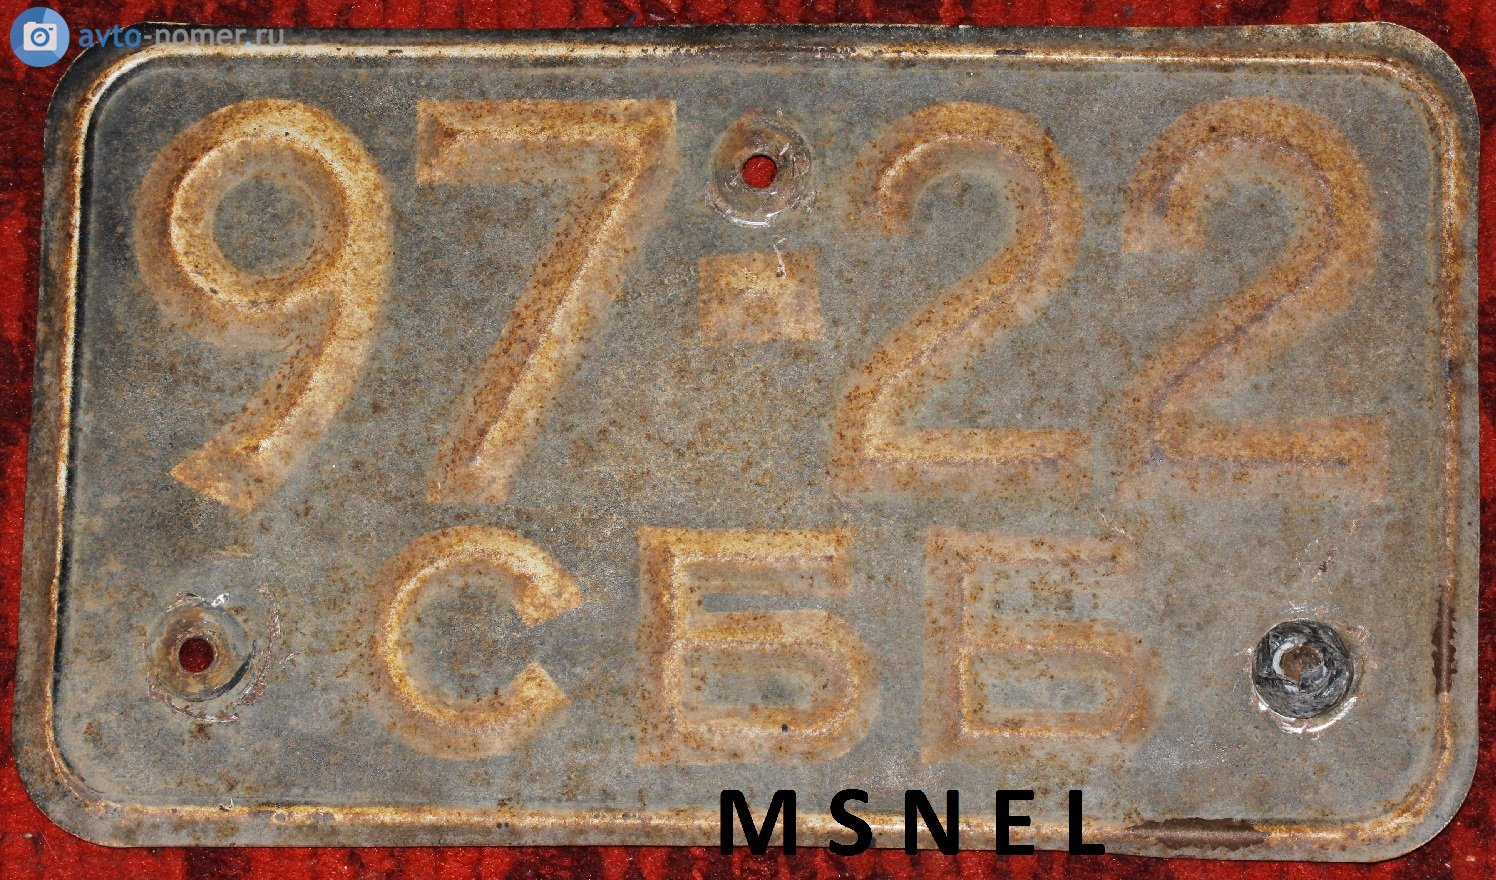 avto-nomer.ru
97-22
СББ
MSNEL